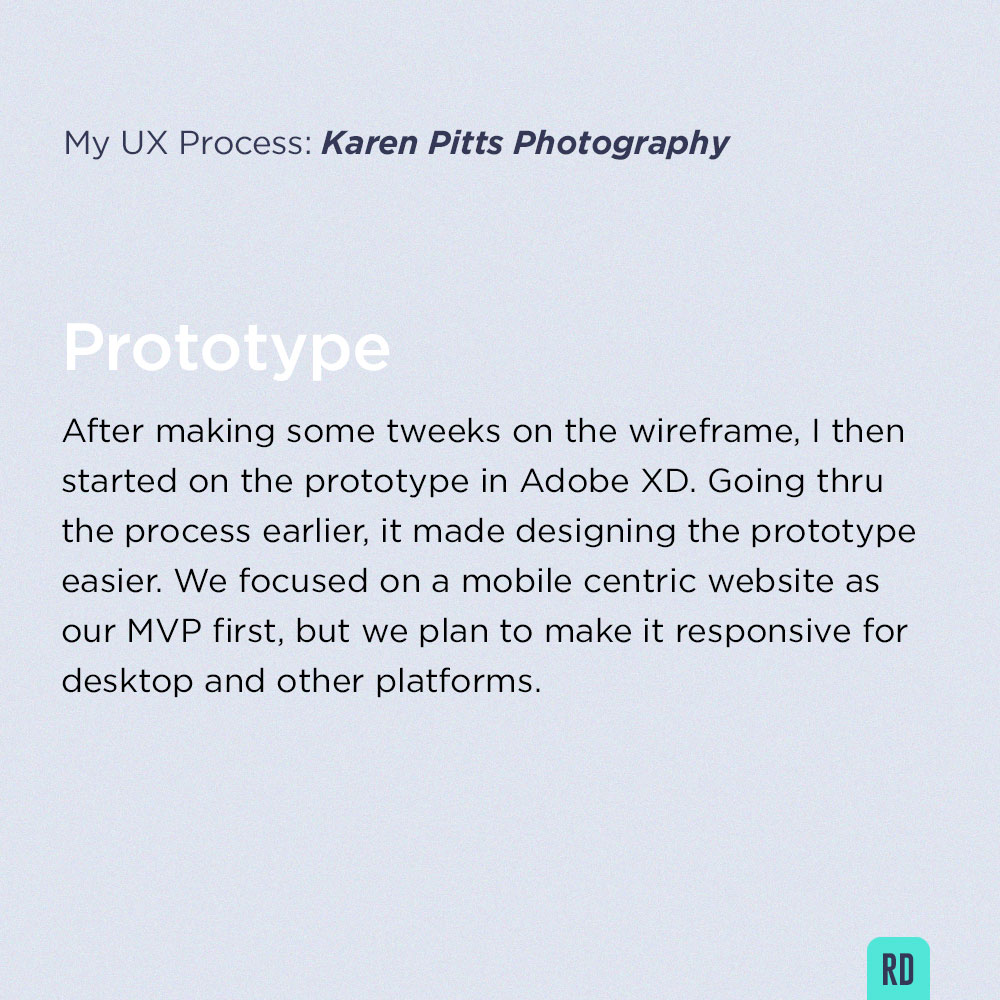 My UX Process: Karen Pitts Photography
Prototype
After making some tweeks on the wireframe, I then
started on the prototype in Adobe XD. Going thru
the process earlier, it made designing the prototype
easier. We focused on a mobile centric website as
our MVP first, but we plan to make it responsive for
desktop and other platforms.
RD